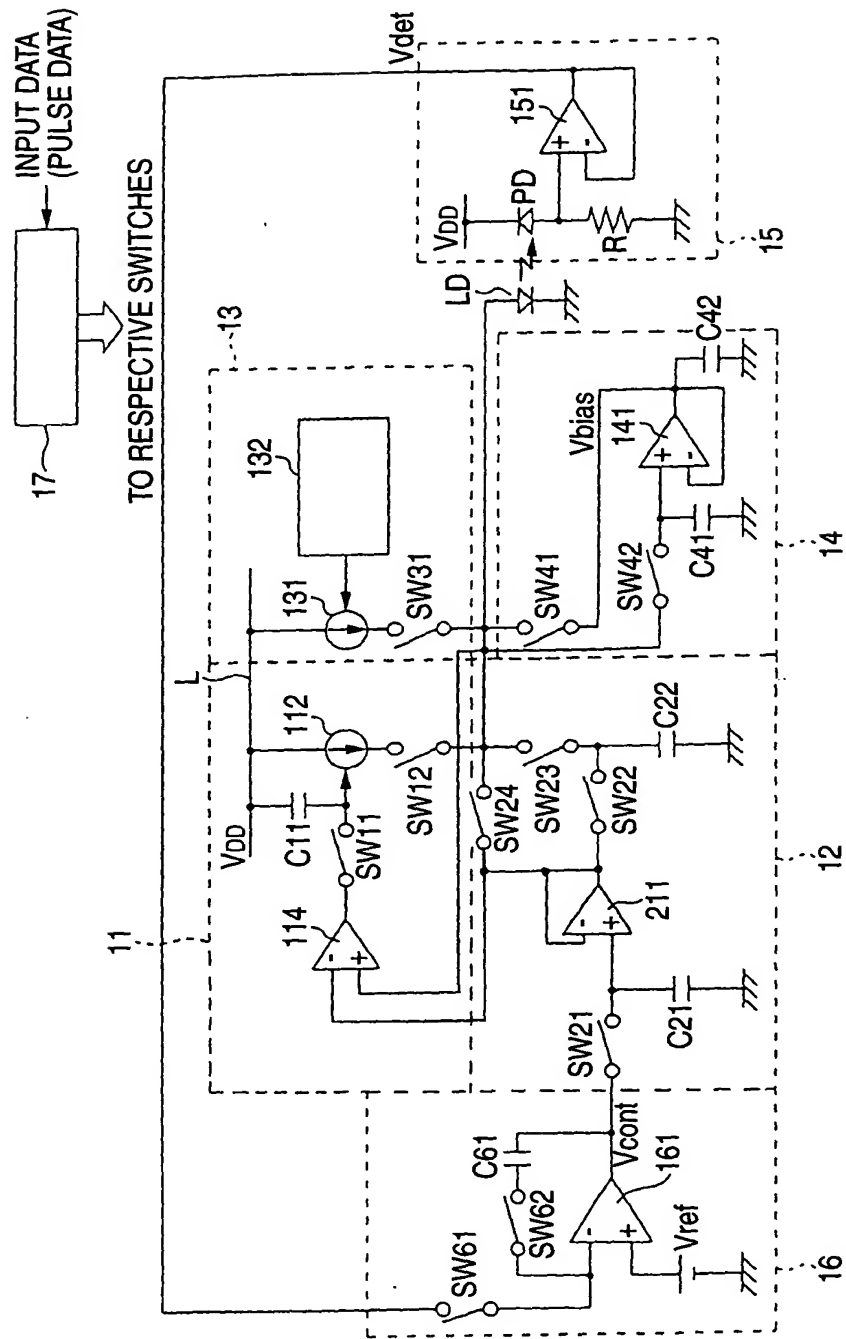 INPUT DATA
(PULSE DATA)
17
TO RESPECTIVE SWITCHES
13
11
L
VDD
132
131
112
C11
SW11
114
-
+
SW12
SW31
LD
VDD
PD
R
151
+
-
Vdet
15
SW24
SW23
SW22
C22
211
-
+
SW21
C21
12
SW41
Vbias
SW42
C41
141
+
-
C42
14
SW61
SW62
C61
Vcont
161
-
+
Vref
16